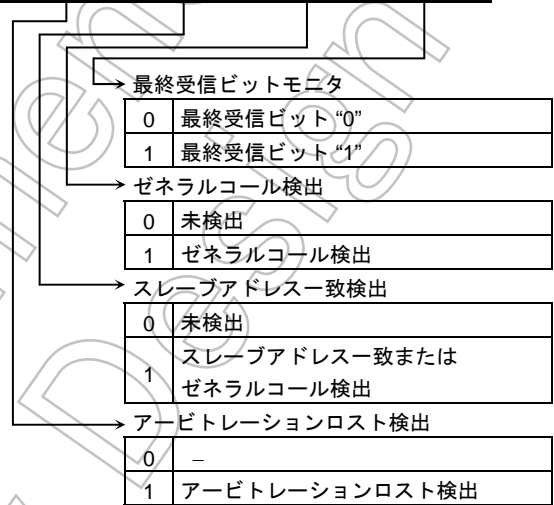 最終受信ビットモニタ
0 最終受信ビット “0”
1 最終受信ビット “1”
ゼネラルコール検出
0 未検出
1 ゼネラルコール検出
スレーブアドレス一致検出
0 未検出
1 スレーブアドレス一致または
ゼネラルコール検出
アービトレーションロスト検出
0 –
1 アービトレーションロスト検出